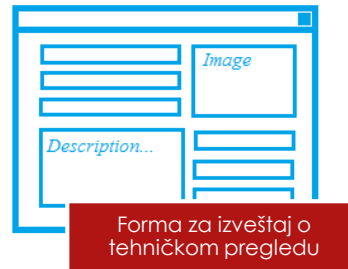 Image
Description...
Forma za izveštaj o
tehničkom pregledu